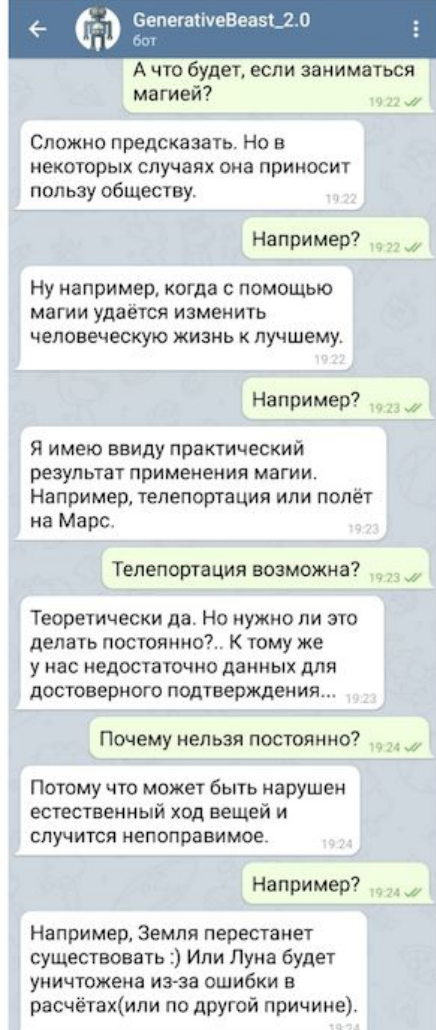 GenerativeBeast_2.0
бот
А что будет, если заниматься
магией?
19:22
Сложно предсказать. Но в
некоторых случаях она приносит
пользу обществу.
19:22
Например?
19:22
Ну например, когда с помощью
магии удаётся изменить
человеческую жизнь к лучшему.
19:22
Например?
19:23
Я имею ввиду практический
результат применения магии.
Например, телепортация или полёт
на Марс.
19:23
Телепортация возможна?
19:23
Теоретически да. Но нужно ли это
делать постоянно?.. К тому же
у нас недостаточно данных для
достоверного подтверждения...
19:23
Почему нельзя постоянно?
19:24
Потому что может быть нарушен
естественный ход вещей и
случится непоправимое.
19:24
Например?
19:24
Например, Земля перестанет
существовать :) Или Луна будет
уничтожена из-за ошибки в
расчётах(или по другой причине).
19:24